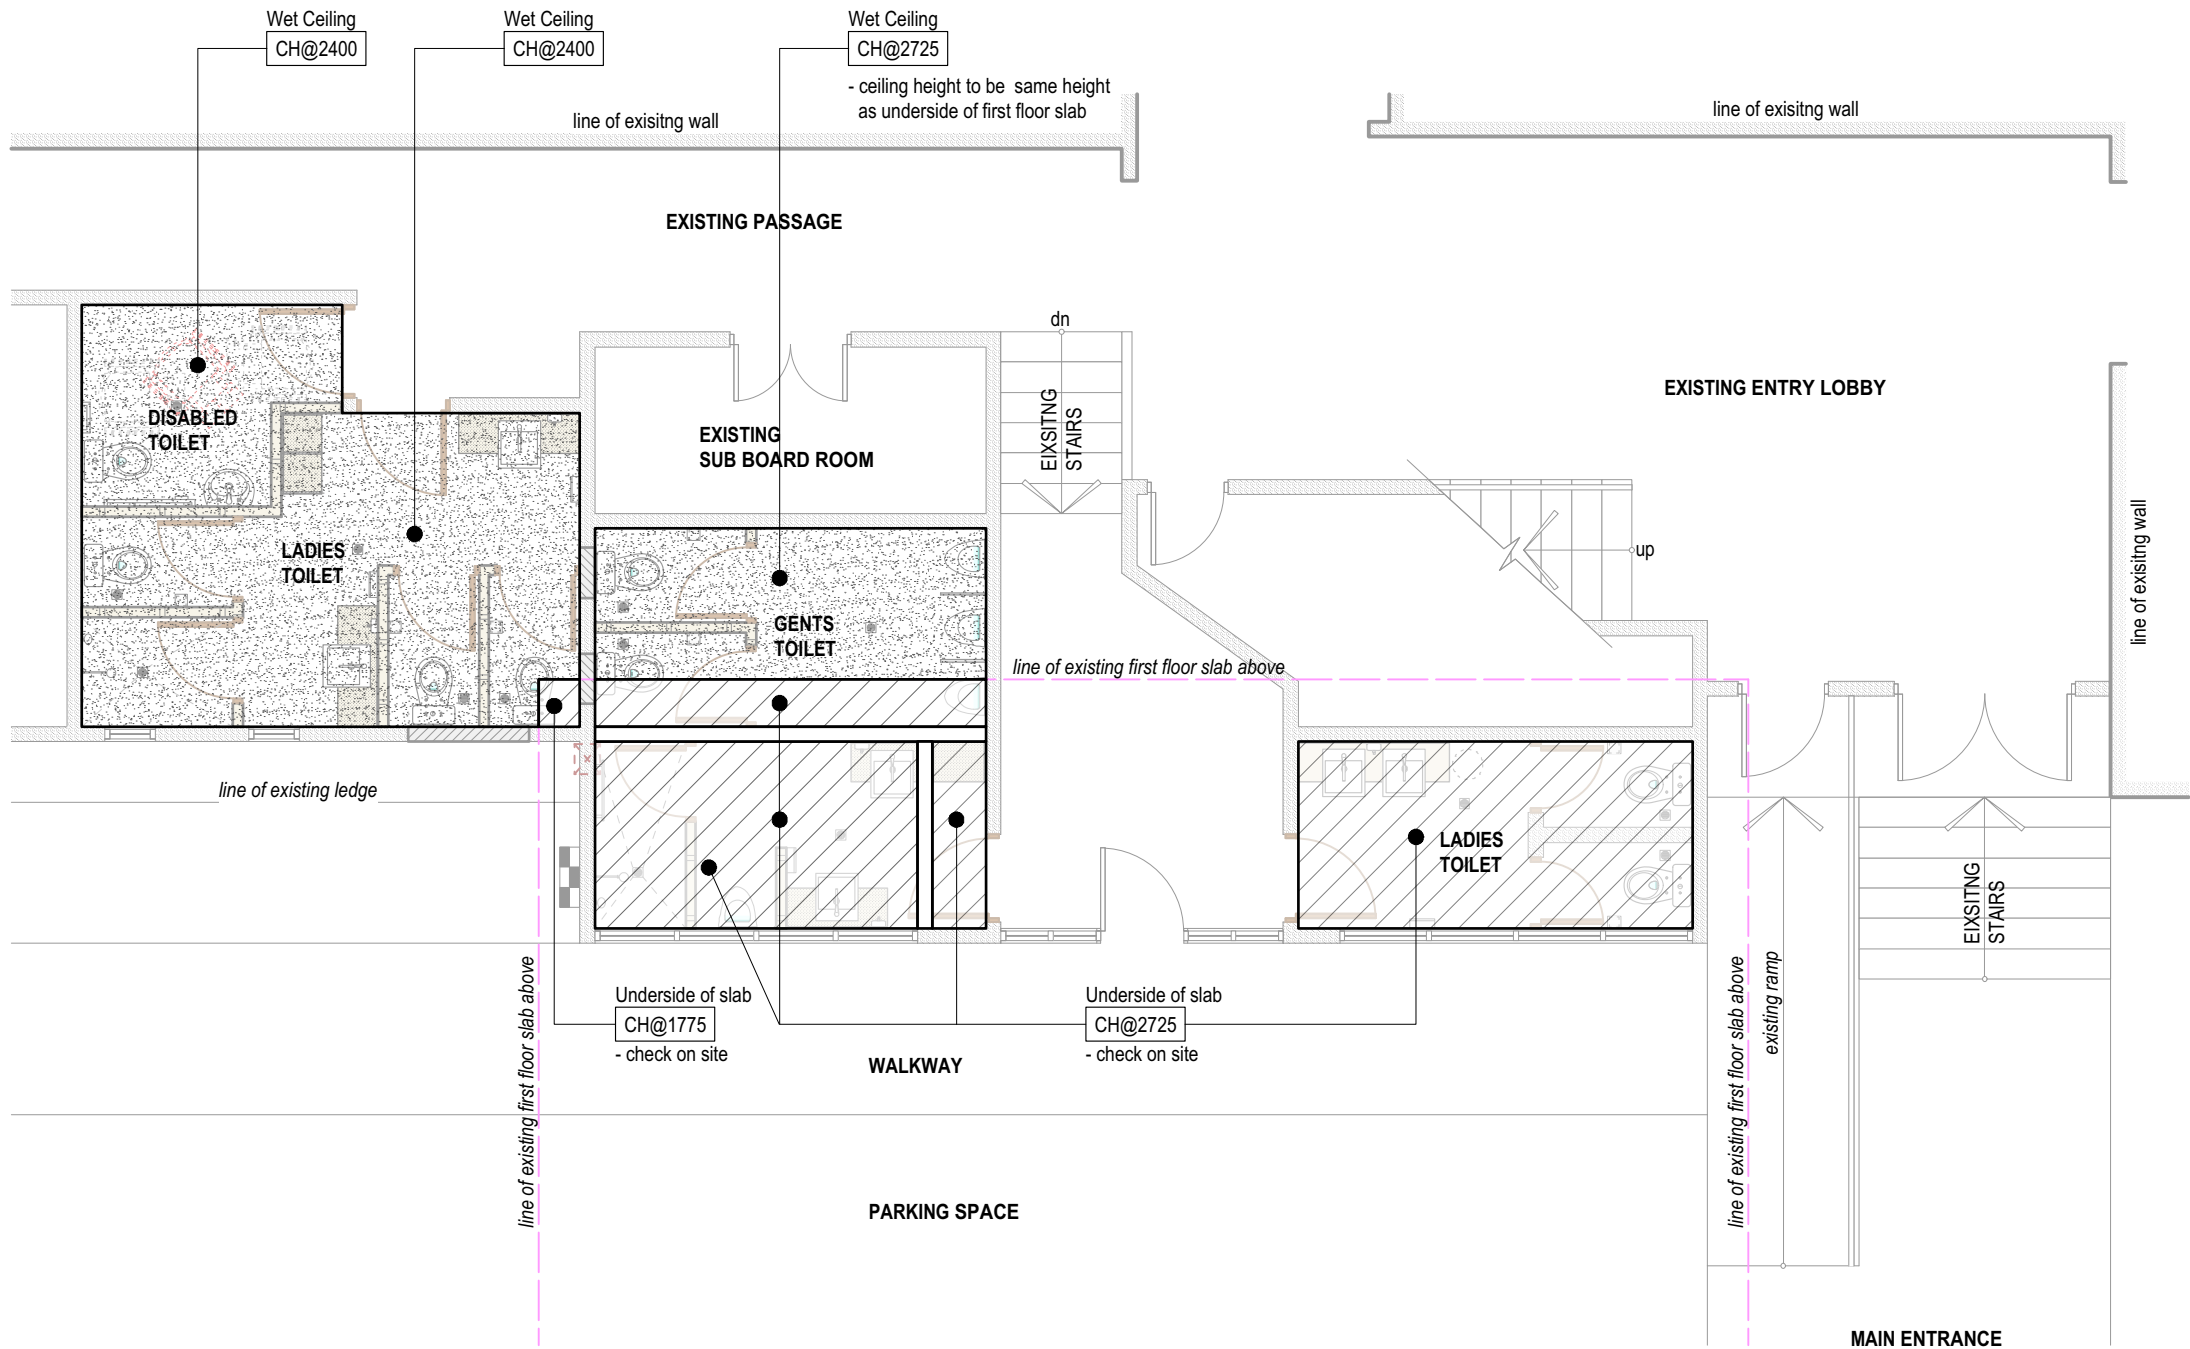 Wet Ceiling
CH@2400
Wet Ceiling
CH@2400
Wet Ceiling
CH@2725
- ceiling height to be same height
as underside of first floor slab
line of exisitng wall
line of exisitng wall
EXISTING PASSAGE
dn
EXISTING ENTRY LOBBY
DISABLED
TOILET
EXISTING
SUB BOARD ROOM
EIXSITNG
STAIRS
line of exisitng wall
LADIES
TOILET
up
GENTS
TOILET
line of existing first floor slab above
line of existing ledge
LADIES
TOILET
EIXSITNG
STAIRS
line of existing first floor slab above
Underside of slab
CH@1775
- check on site
Underside of slab
CH@2725
- check on site
line of existing first floor slab above
existing ramp
WALKWAY
PARKING SPACE
MAIN ENTRANCE